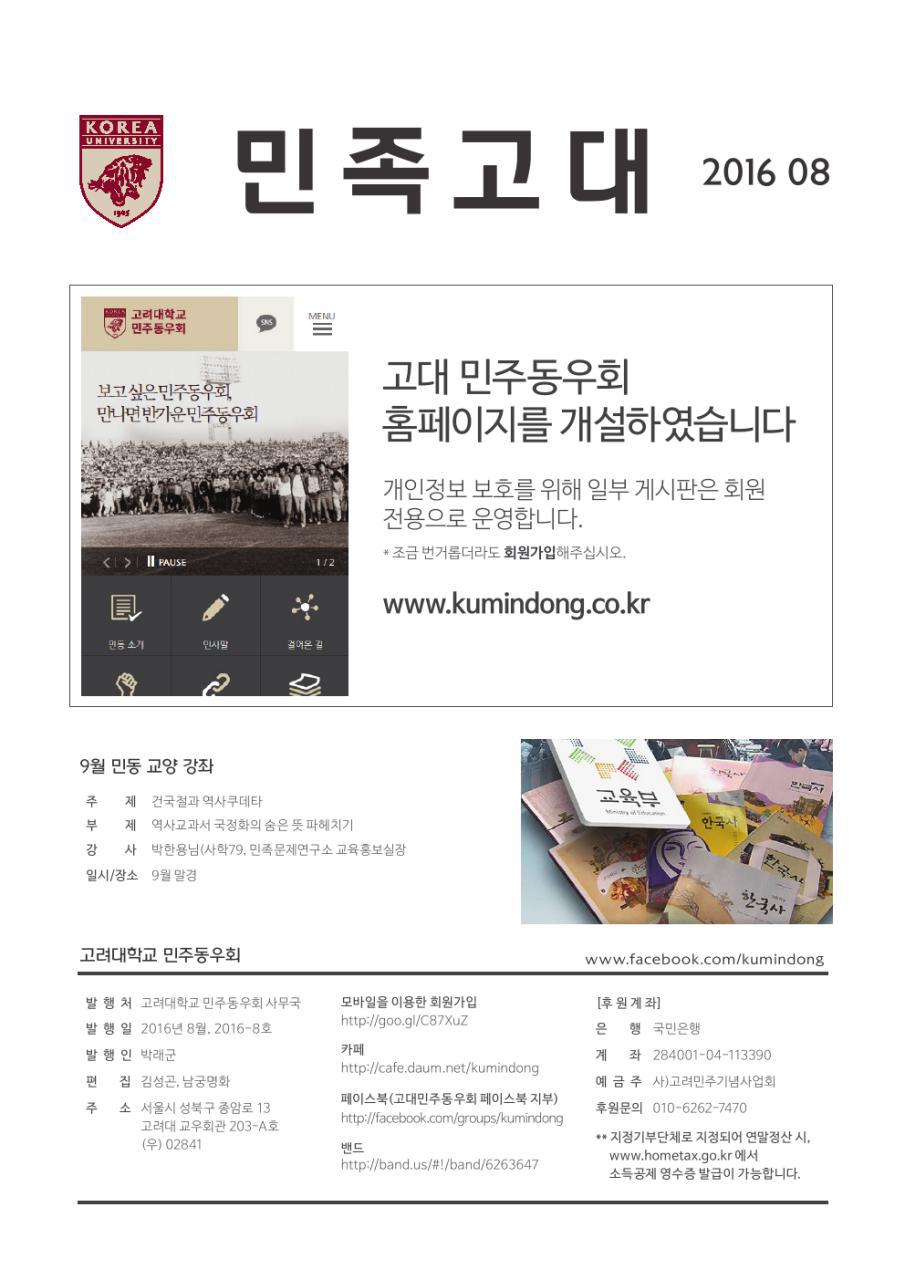 KOREA
UNIVERSITY
1905
민족고대
2016 08
고려대학교
민주동우회
SNS
MENU
보고싶은 민주동우회,
만나면 반가운 민주동우회
PAUSE
1 / 2
민동 소개
인사말
걸어온 길
고대 민주동우회
홈페이지를 개설하였습니다
개인정보 보호를 위해 일부 게시판은 회원
전용으로 운영합니다.
* 조금 번거롭더라도 회원가입해주십시오.
www.kumindong.co.kr
9월 민동 교양 강좌
주 제 건국절과 역사쿠데타
부 제 역사교과서 국정화의 숨은 뜻 파헤치기
강 사 박한용님(사학79, 민족문제연구소 교육홍보실장
일시/장소 9월 말경
교육부
Ministry of Education
한국사
한국사
한국사
한국사
한국사
고려대학교 민주동우회
www.facebook.com/kumindong
발 행 처 고려대학교 민주동우회 사무국
발 행 일 2016년 8월, 2016-8호
발 행 인 박래군
편 집 김성곤, 남궁명화
주 소 서울시 성북구 종암로 13
고려대 교우회관 203-A호
(우) 02841
모바일을 이용한 회원가입
http://goo.gl/C87XuZ
카페
http://cafe.daum.net/kumindong
페이스북(고대민주동우회 페이스북 지부)
http://facebook.com/groups/kumindong
밴드
http://band.us/#!/band/6263647
[후원계좌]
은 행 국민은행
계 좌 284001-04-113390
예 금 주 사)고려민주기념사업회
후원문의 010-6262-7470
** 지정기부단체로 지정되어 연말정산 시,
www.hometax.go.kr 에서
소득공제 영수증 발급이 가능합니다.